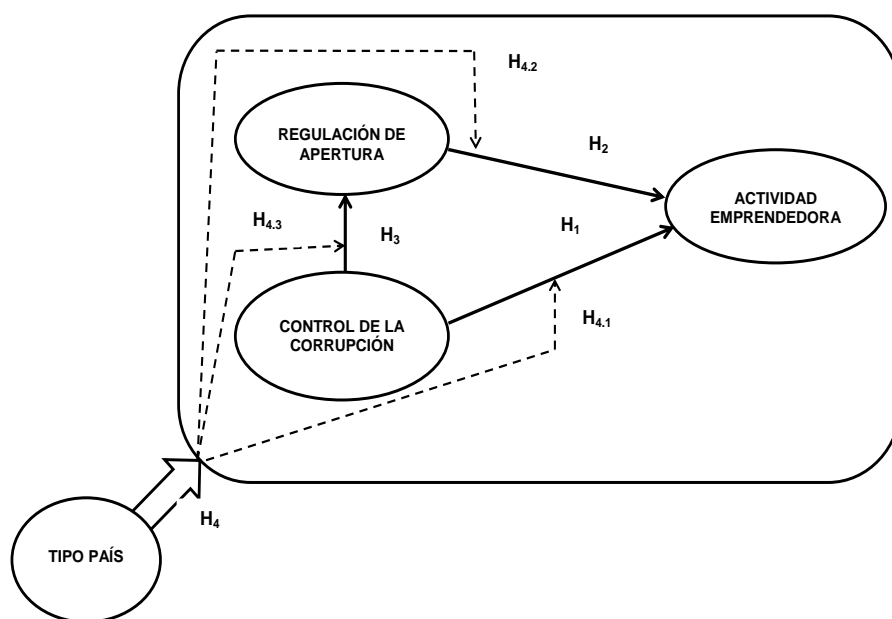 H4.2
REGULACIÓN DE
APERTURA
H2
ACTIVIDAD
EMPRENDEDORA
H4.3
H3
H1
CONTROL DE LA
CORRUPCIÓN
H4.1
H4
TIPO PAÍS